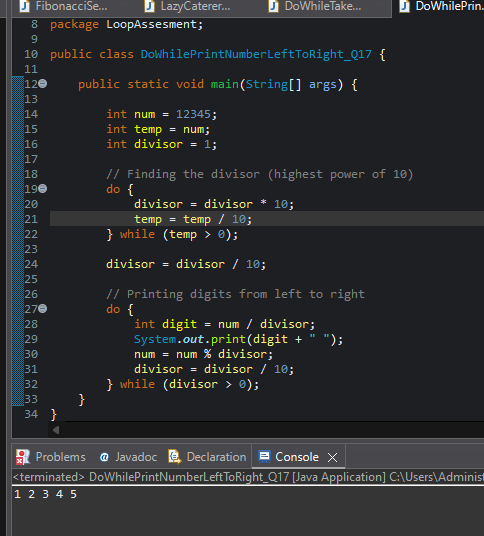 FibonacciSe... LazyCaterer... DoWhileTake... DoWhilePrin.
8 package LoopAssesment;
9
10 public class DoWhilePrintNumberLeftToRight_Q17 {
11
12 public static void main(String[] args) {
13
14 int num = 12345;
15 int temp = num;
16 int divisor = 1;
17
18 // Finding the divisor (highest power of 10)
19 do {
20 divisor = divisor * 10;
21 temp = temp / 10;
22 } while (temp > 0);
23
24 divisor = divisor / 10;
25
26 // Printing digits from left to right
27 do {
28 int digit = num / divisor;
29 System.out.print(digit + " ");
30 num = num % divisor;
31 divisor = divisor / 10;
32 } while (divisor > 0);
33 }
34 }
Problems @ Javadoc Declaration Console
<terminated> DoWhilePrintNumberLeftToRight_Q17 [Java Application] C:\Users\Administ
1 2 3 4 5